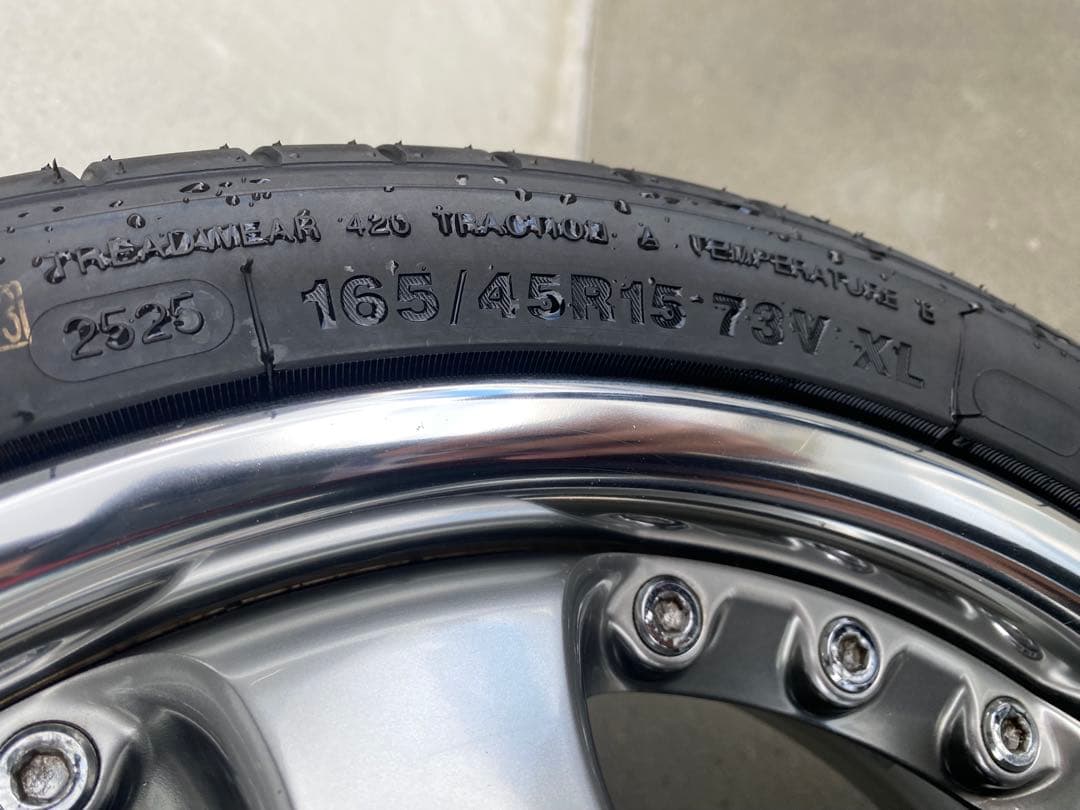 TREADWEAR 420 TRACTION A TEMPERATURE B
2525
165/45R15 73V XL